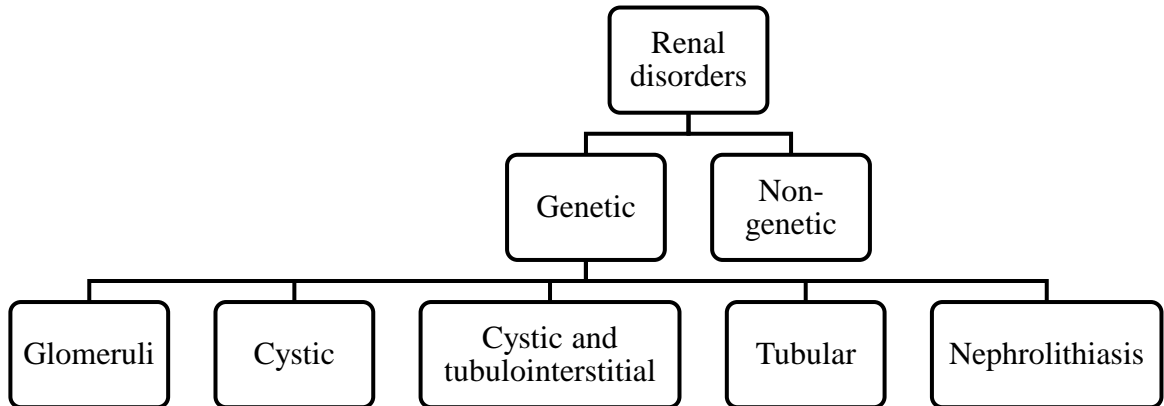 Renal
disorders
Genetic
Non-
genetic
Glomeruli
Cystic
Cystic and
tubulointerstitial
Tubular
Nephrolithiasis